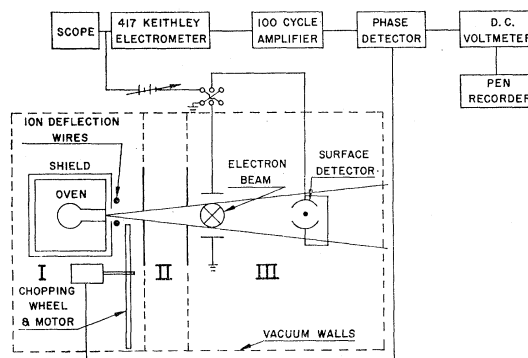 SCOPE
417 KEITHLEY
ELECTROMETER
100 CYCLE
AMPLIFIER
PHASE
DETECTOR
D. C.
VOLTMETER
PEN
RECORDER
ION DEFLECTION
WIRES
SHIELD
OVEN
ELECTRON
BEAM
SURFACE
DETECTOR
I
II
III
CHOPPING
WHEEL
& MOTOR
VACUUM WALLS